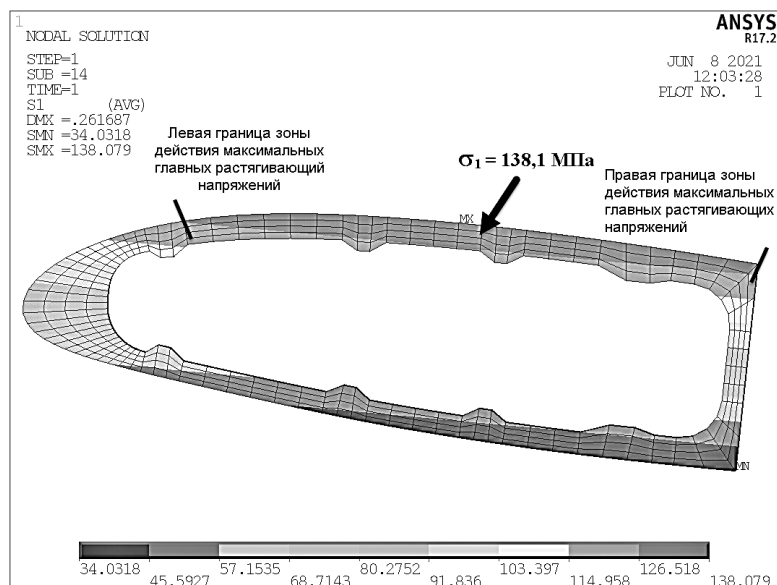 1
NODAL SOLUTION
ANSYS
R17.2
STEP=1
SUB =14
TIME=1
S1 (AVG)
DMX =.261687
SMN =34.0318
SMX =138.079
JUN 8 2021
12:03:28
PLOT NO. 1
Левая граница зоны
действия максимальных
главных растягивающий
напряжений
σ1 = 138,1 МПа
Правая граница зоны
действия максимальных
главных растягивающих
напряжений
MX
MN
34.0318
45.5927
57.1535
68.7143
80.2752
91.836
103.397
114.958
126.518
138.079